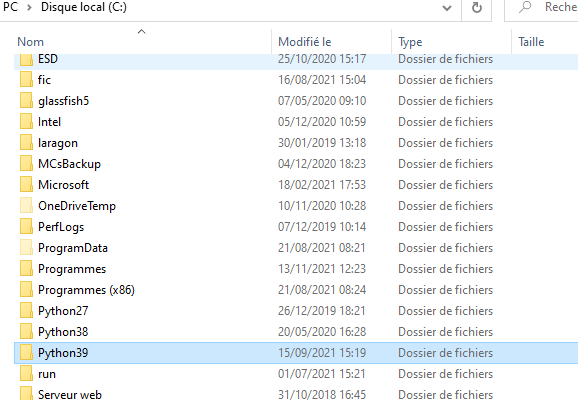 PC > Disque local (C:) Reche
Nom Modifié le Type Taille
ESD 25/10/2020 15:17 Dossier de fichiers
fic 16/08/2021 15:04 Dossier de fichiers
glassfish5 07/05/2020 09:10 Dossier de fichiers
Intel 05/12/2020 10:59 Dossier de fichiers
laragon 30/01/2019 13:18 Dossier de fichiers
MCsBackup 04/12/2020 18:23 Dossier de fichiers
Microsoft 18/02/2021 17:53 Dossier de fichiers
OneDriveTemp 10/11/2020 10:28 Dossier de fichiers
PerfLogs 07/12/2019 10:14 Dossier de fichiers
ProgramData 21/08/2021 08:21 Dossier de fichiers
Programmes 13/11/2021 12:23 Dossier de fichiers
Programmes (x86) 21/08/2021 08:24 Dossier de fichiers
Python27 26/12/2019 18:21 Dossier de fichiers
Python38 20/05/2020 16:28 Dossier de fichiers
Python39 15/09/2021 15:19 Dossier de fichiers
run 01/07/2021 15:21 Dossier de fichiers
Serveur web 31/10/2018 16:45 Dossier de fichiers